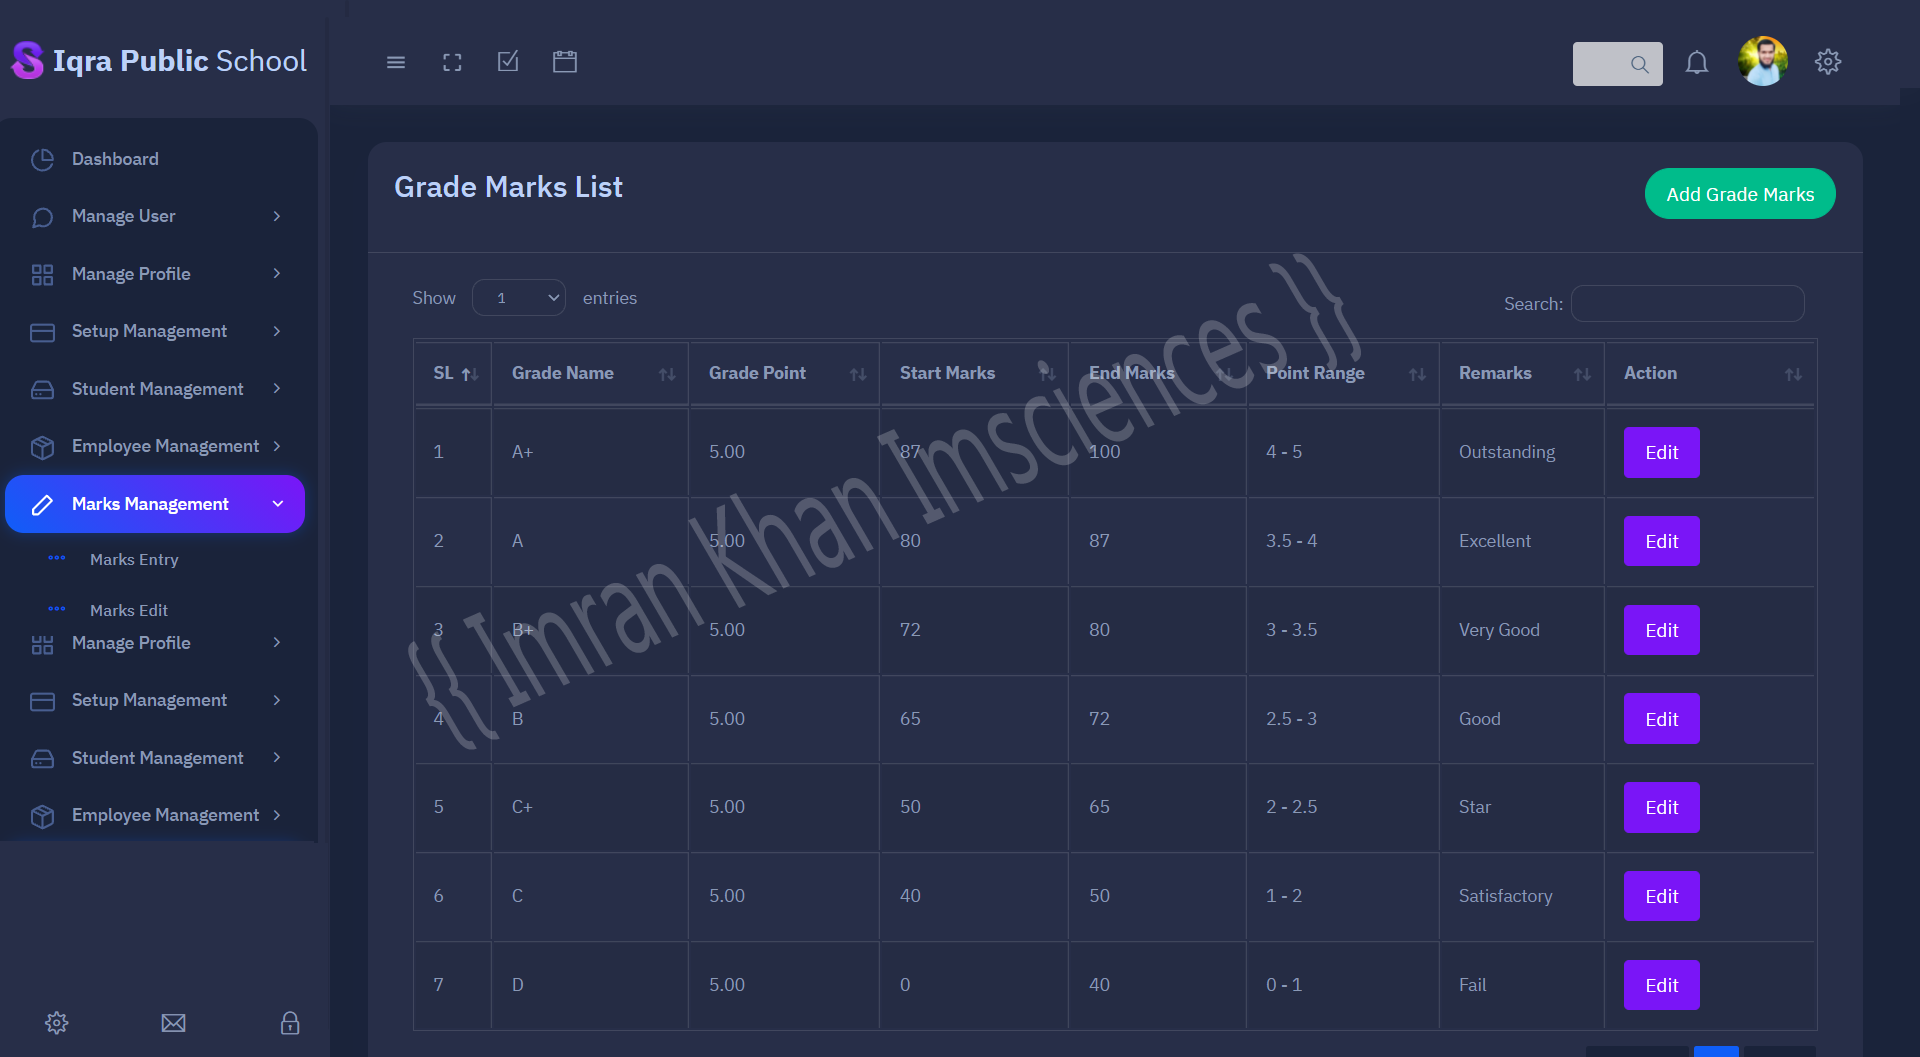 Iqra Public School
Dashboard
Manage User
Manage Profile
Setup Management
Student Management
Employee Management
Marks Management
Marks Entry
Marks Edit
Manage Profile
Setup Management
Student Management
Employee Management
Grade Marks List
Add Grade Marks
Show 1 entries
Search:
SL Grade Name Grade Point Start Marks End Marks Point Range Remarks Action
1 A+ 5.00 87 100 4 - 5 Outstanding Edit
2 A 5.00 80 87 3.5 - 4 Excellent Edit
3 B+ 5.00 72 80 3 - 3.5 Very Good Edit
4 B 5.00 65 72 2.5 - 3 Good Edit
5 C+ 5.00 50 65 2 - 2.5 Star Edit
6 C 5.00 40 50 1 - 2 Satisfactory Edit
7 D 5.00 0 40 0 - 1 Fail Edit
{{ Imran Khan Imsciences }}